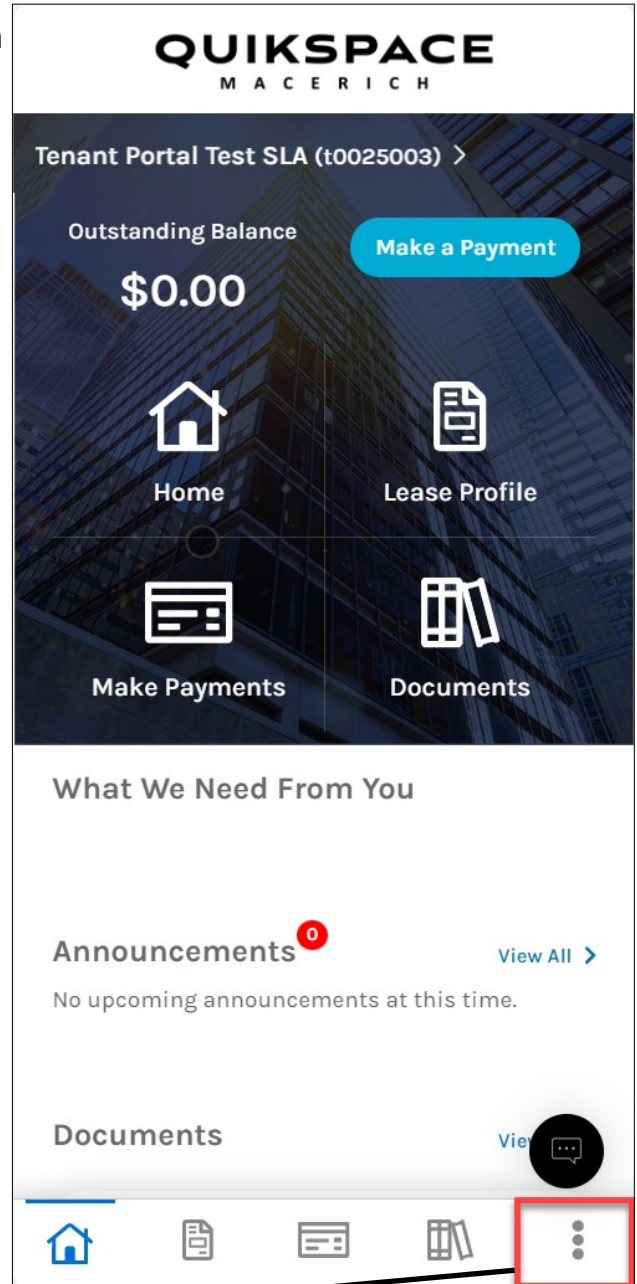 QUIKSPACE
MACERICH
Tenant Portal Test SLA (t0025003) >
Outstanding Balance
Make a Payment
$0.00
Home
Lease Profile
Make Payments
Documents
What We Need From You
Announcements 0
View All >
No upcoming announcements at this time.
Documents